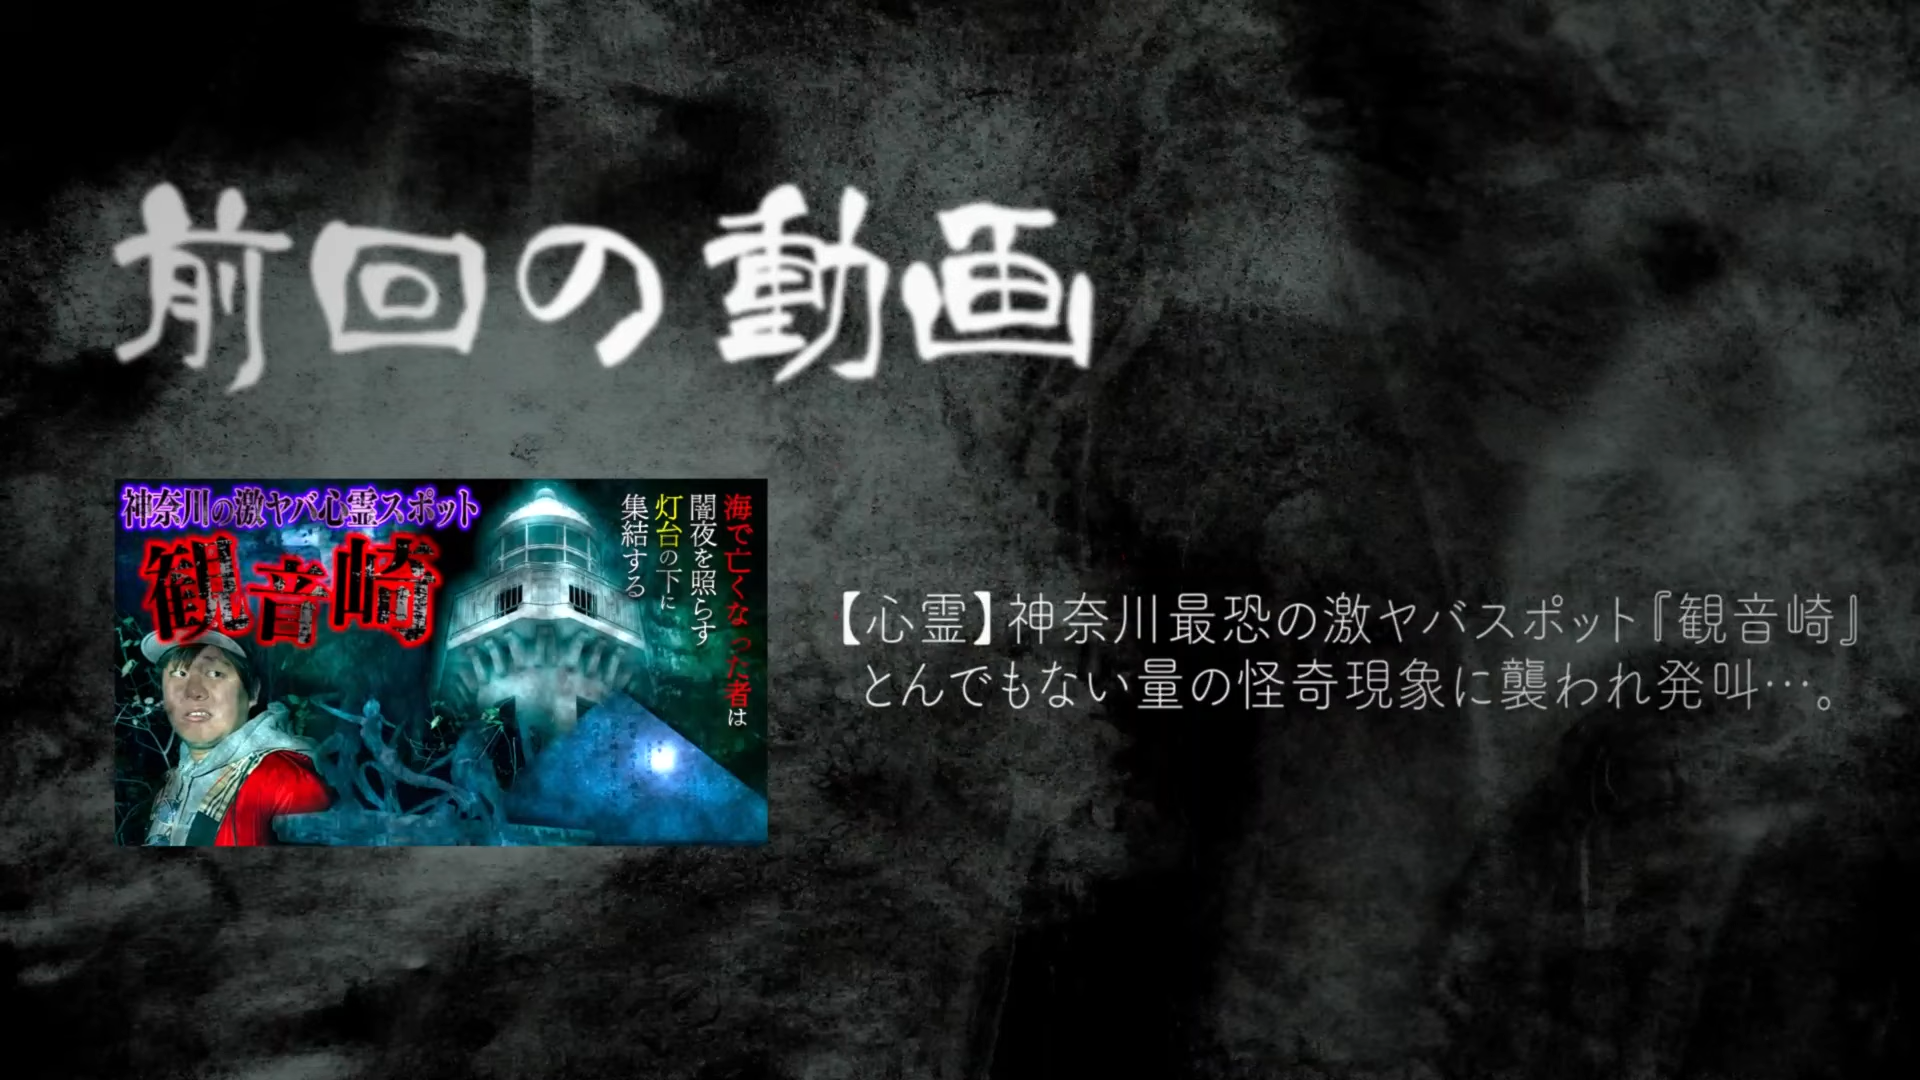 前回の動画
神奈川の激ヤバ心霊スポット
観音崎
海で亡くなった者は
闇夜を照らす
灯台の下に
集結する
【心霊】神奈川最恐の激ヤバスポット『観音崎』
とんでもない量の怪奇現象に襲われ発叫…。